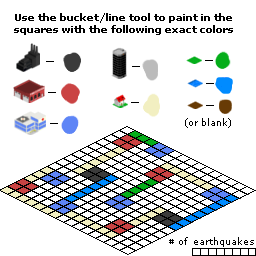 Use the bucket/line tool to paint in the
squares with the following exact colors
(or blank)
# of earthquakes